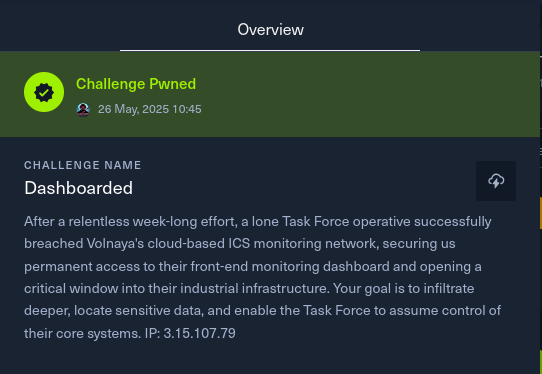 Overview
Challenge Pwned
26 May, 2025 10:45
CHALLENGE NAME
Dashboarded
After a relentless week-long effort, a lone Task Force operative successfully
breached Volnaya's cloud-based ICS monitoring network, securing us
permanent access to their front-end monitoring dashboard and opening a
critical window into their industrial infrastructure. Your goal is to infiltrate
deeper, locate sensitive data, and enable the Task Force to assume control of
their core systems. IP: 3.15.107.79